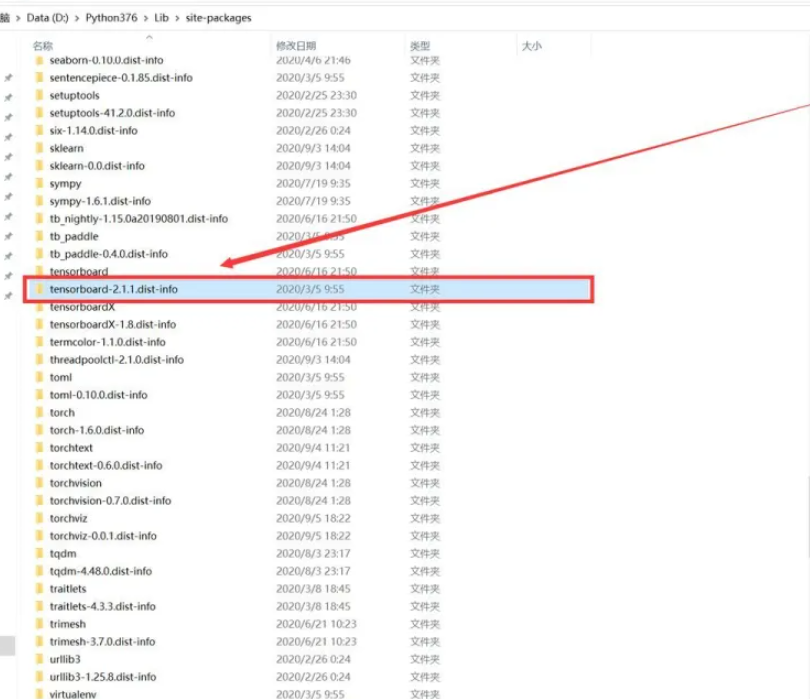 脑 > Data (D:) > Python376 > Lib > site-packages
名称 修改日期 类型 大小
seaborn-0.10.0.dist-info 2020/4/6 21:46 文件夹
sentencepiece-0.1.85.dist-info 2020/3/5 9:55 文件夹
setuptools 2020/2/25 23:30 文件夹
setuptools-41.2.0.dist-info 2020/2/25 23:30 文件夹
six-1.14.0.dist-info 2020/2/26 0:24 文件夹
sklearn 2020/9/3 14:04 文件夹
sklearn-0.0.dist-info 2020/9/3 14:04 文件夹
sympy 2020/7/19 9:35 文件夹
sympy-1.6.1.dist-info 2020/7/19 9:35 文件夹
tb_nightly-1.15.0a20190801.dist-info 2020/6/16 21:50 文件夹
tb_paddle 2020/3/5 9:55 文件夹
tb_paddle-0.4.0.dist-info 2020/3/5 9:55 文件夹
tensorboard 2020/6/16 21:50 文件夹
tensorboard-2.1.1.dist-info 2020/3/5 9:55 文件夹
tensorboardX 2020/6/16 21:50 文件夹
tensorboardX-1.8.dist-info 2020/6/16 21:50 文件夹
termcolor-1.1.0.dist-info 2020/6/16 21:50 文件夹
threadpoolctl-2.1.0.dist-info 2020/9/3 14:04 文件夹
toml 2020/3/5 9:55 文件夹
toml-0.10.0.dist-info 2020/3/5 9:55 文件夹
torch 2020/8/24 1:28 文件夹
torch-1.6.0.dist-info 2020/8/24 1:28 文件夹
torchtext 2020/9/4 11:21 文件夹
torchtext-0.6.0.dist-info 2020/9/4 11:21 文件夹
torchvision 2020/8/24 1:28 文件夹
torchvision-0.7.0.dist-info 2020/8/24 1:28 文件夹
torchviz 2020/9/5 18:22 文件夹
torchviz-0.0.1.dist-info 2020/9/5 18:22 文件夹
tqdm 2020/8/3 23:17 文件夹
tqdm-4.48.0.dist-info 2020/8/3 23:17 文件夹
traitlets 2020/3/8 18:45 文件夹
traitlets-4.3.3.dist-info 2020/3/8 18:45 文件夹
trimesh 2020/6/21 10:23 文件夹
trimesh-3.7.0.dist-info 2020/6/21 10:23 文件夹
urllib3 2020/2/26 0:24 文件夹
urllib3-1.25.8.dist-info 2020/2/26 0:24 文件夹
virtualenv 2020/3/5 9:55 文件夹